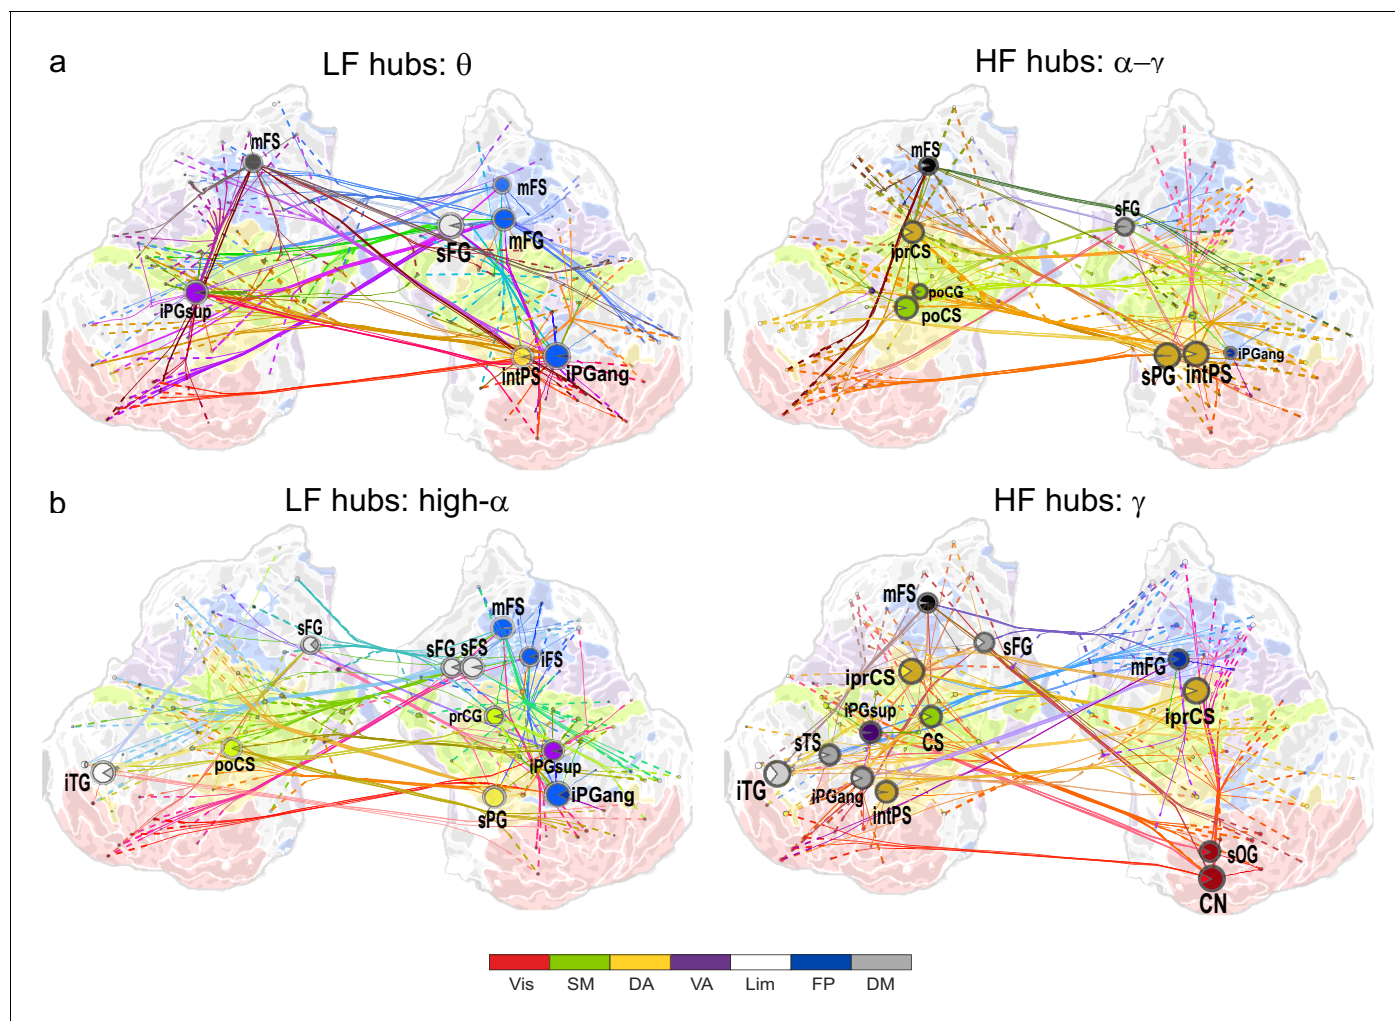 a
LF hubs: θ
HF hubs: α–γ
mFS
mFS
sFG
mFG
iPGsup
intPS
iPGang
mFS
sFG
iprCS
poCG
poCS
iPGang
sPG
intPS
b
LF hubs: high-α
HF hubs: γ
sFG
mFS
sFG
sFS
iFS
prCG
poCS
iPGsup
iTG
iPGang
sPG
mFS
sFG
mFG
iprCS
iprCS
iPGsup
CS
sTS
iTG
iPGang
intPS
sOG
CN
Vis
SM
DA
VA
Lim
FP
DM